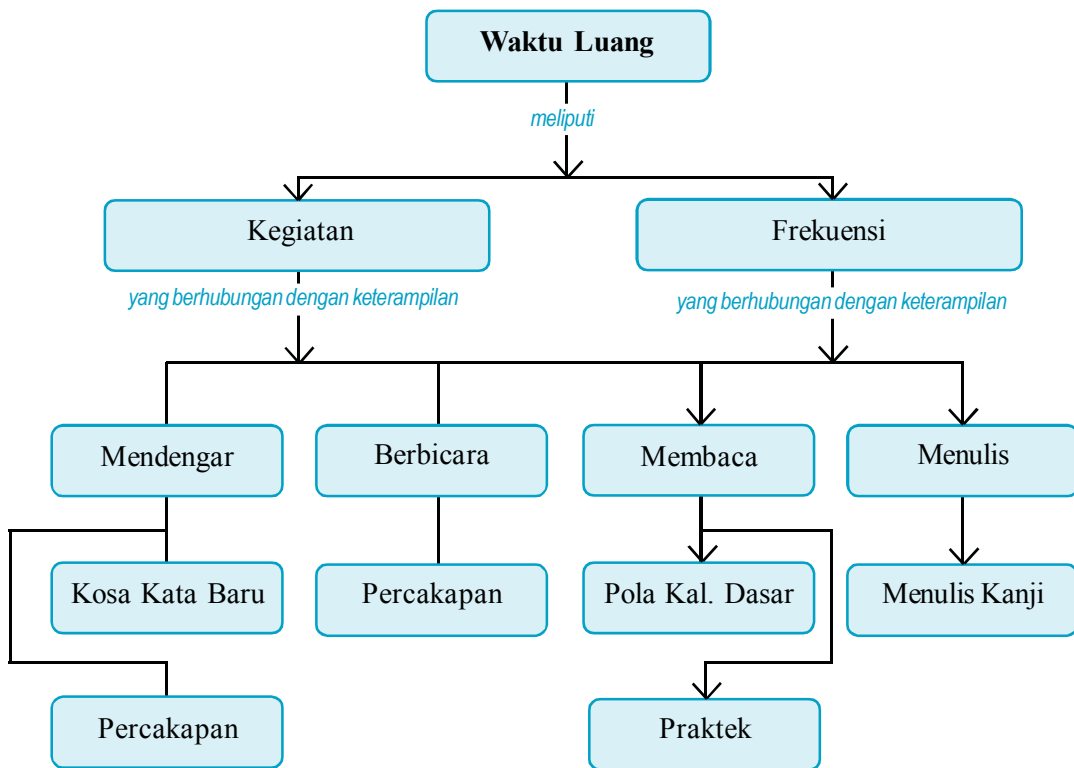 Waktu Luang
meliputi
Kegiatan
Frekuensi
yang berhubungan dengan keterampilan
yang berhubungan dengan keterampilan
Mendengar
Berbicara
Membaca
Menulis
Kosa Kata Baru
Percakapan
Pola Kal. Dasar
Menulis Kanji
Percakapan
Praktek